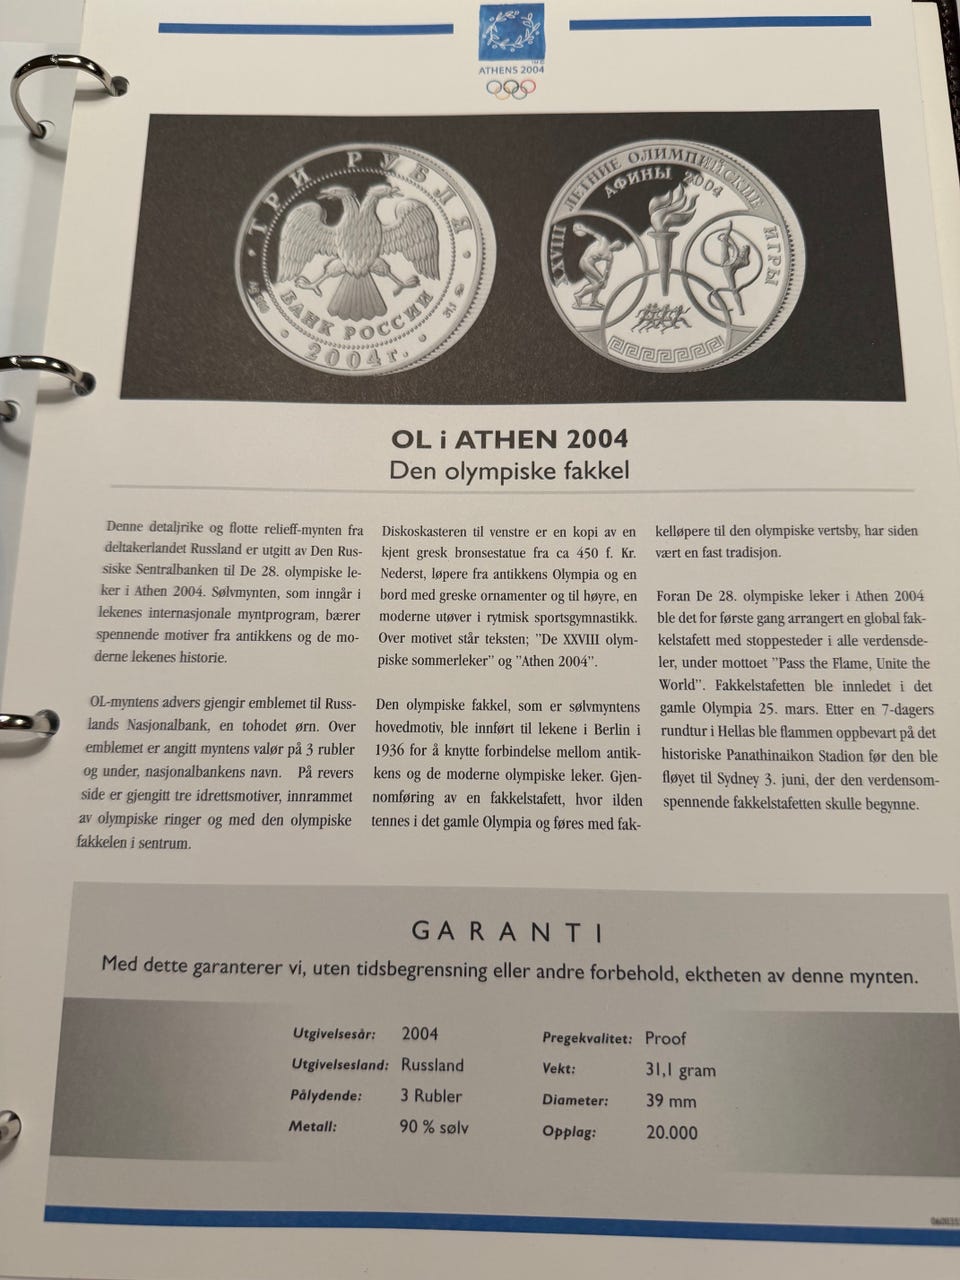 ATHENS 2004
ТРИ РУБЛЯ
БАНК РОССИИ
2004г.
XXVIII ЛЕТНИЕ ОЛИМПИЙСКИЕ ИГРЫ
АФИНЫ 2004
OL i ATHEN 2004
Den olympiske fakkel
Denne detaljrike og flotte relieff-mynten fra
deltakerlandet Russland er utgitt av Den Rus-
siske Sentralbanken til De 28. olympiske le-
ker i Athen 2004. Sølvmynten, som inngår i
lekenes internasjonale myntprogram, bærer
spennende motiver fra antikkens og de mo-
derne lekenes historie.
OL-myntens advers gjengir emblemet til Russ-
lands Nasjonalbank, en tohodet ørn. Over
emblemet er angitt myntens valør på 3 rubler
og under, nasjonalbankens navn. På revers
side er gjengitt tre idrettsmotiver, innrammet
av olympiske ringer og med den olympiske
fakkelen i sentrum.
Diskoskasteren til venstre er en kopi av en
kjent gresk bronsestatue fra ca 450 f. Kr.
Nederst, løpere fra antikkens Olympia og en
bord med greske ornamenter og til høyre, en
moderne utøver i rytmisk sportsgymnastikk.
Over motivet står teksten; ”De XXVIII olym-
piske sommerleker” og ”Athen 2004”.
Den olympiske fakkel, som er sølvmyntens
hovedmotiv, ble innført til lekene i Berlin i
1936 for å knytte forbindelse mellom antik-
kens og de moderne olympiske leker. Gjen-
nomføring av en fakkelstafett, hvor ilden
tennes i det gamle Olympia og føres med fak-
kelløpere til den olympiske vertsby, har siden
vært en fast tradisjon.
Foran De 28. olympiske leker i Athen 2004
ble det for første gang arrangert en global fak-
kelstafett med stoppesteder i alle verdensde-
ler, under mottoet ”Pass the Flame, Unite the
World”. Fakkelstafetten ble innledet i det
gamle Olympia 25. mars. Etter en 7-dagers
rundtur i Hellas ble flammen oppbevart på det
historiske Panathinaikon Stadion før den ble
fløyet til Sydney 3. juni, der den verdensom-
spennende fakkelstafetten skulle begynne.
GARANTI
Med dette garanterer vi, uten tidsbegrensning eller andre forbehold, ektheten av denne mynten.
Utgivelsesår: 2004
Utgivelsesland: Russland
Pålydende: 3 Rubler
Metall: 90 % sølv
Pregekvalitet: Proof
Vekt: 31,1 gram
Diameter: 39 mm
Opplag: 20.000